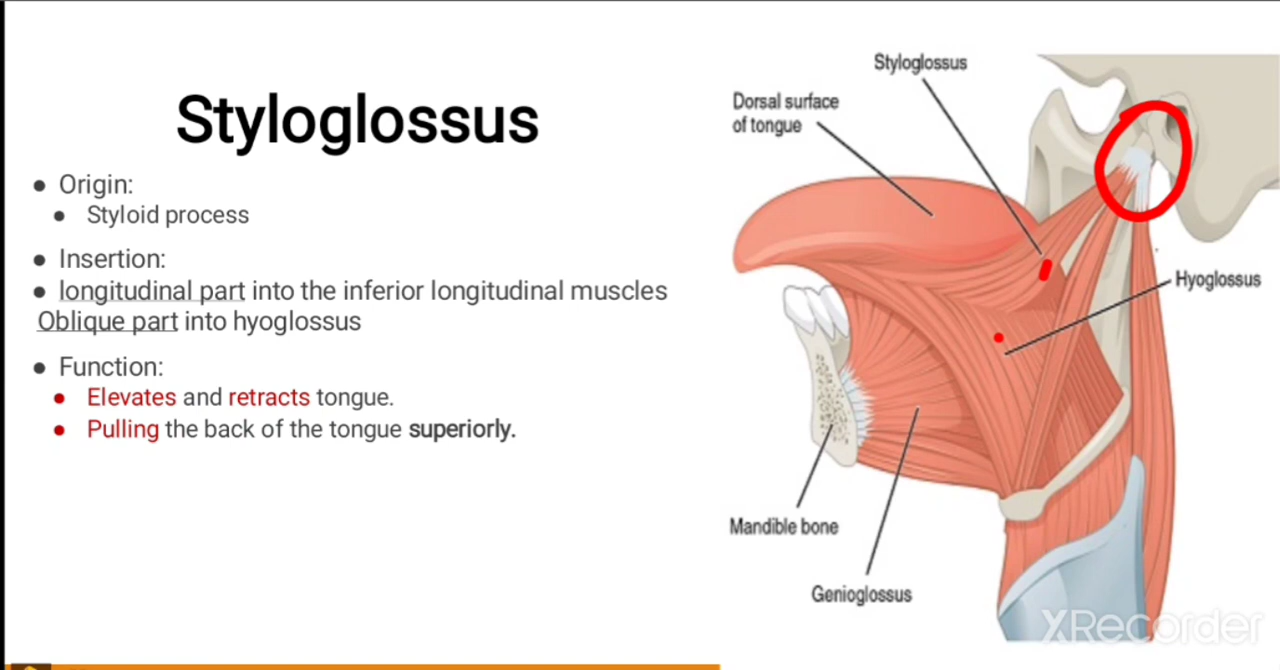 Styloglossus
● Origin:
● Styloid process
● Insertion:
● longitudinal part into the inferior longitudinal muscles
Oblique part into hyoglossus
● Function:
● Elevates and retracts tongue.
● Pulling the back of the tongue superiorly.
Styloglossus
Dorsal surface
of tongue
Hyoglossus
Mandible bone
Genioglossus
XRecorder